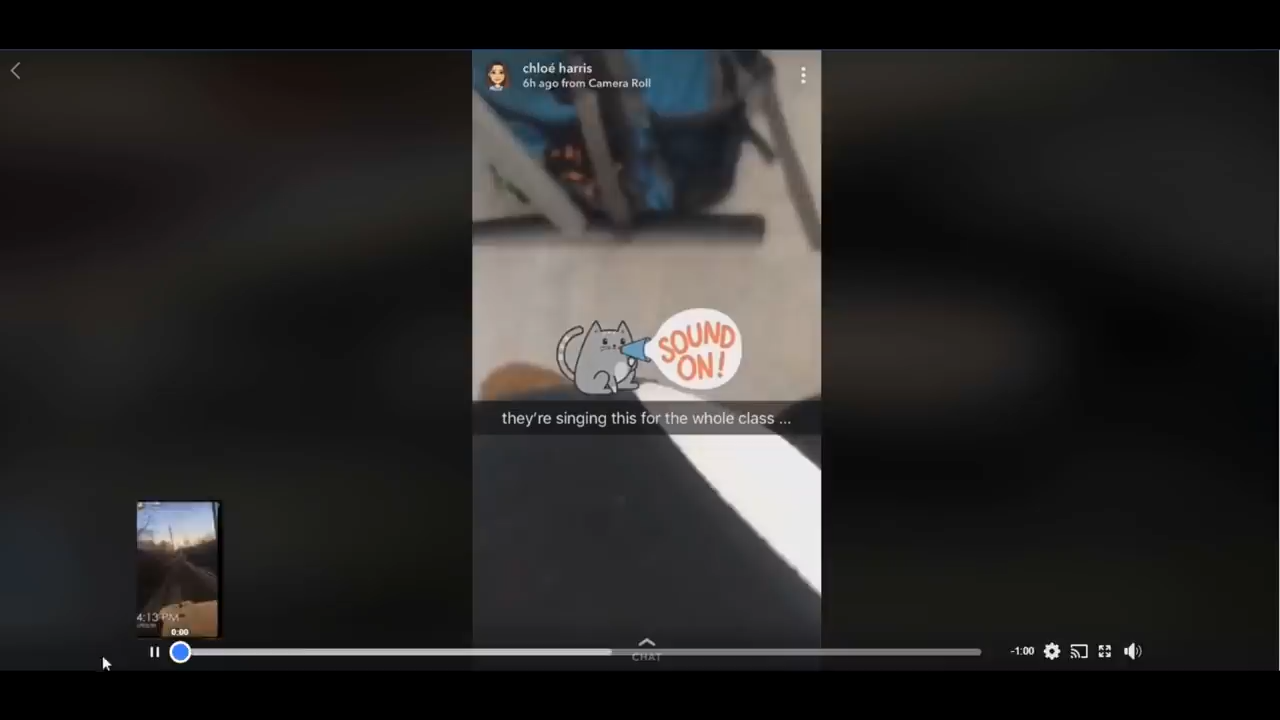 chloé harris
6h ago from Camera Roll
SOUND
ON!
they're singing this for the whole class ...
4:13 PM
0:00
-1:00
CHAT